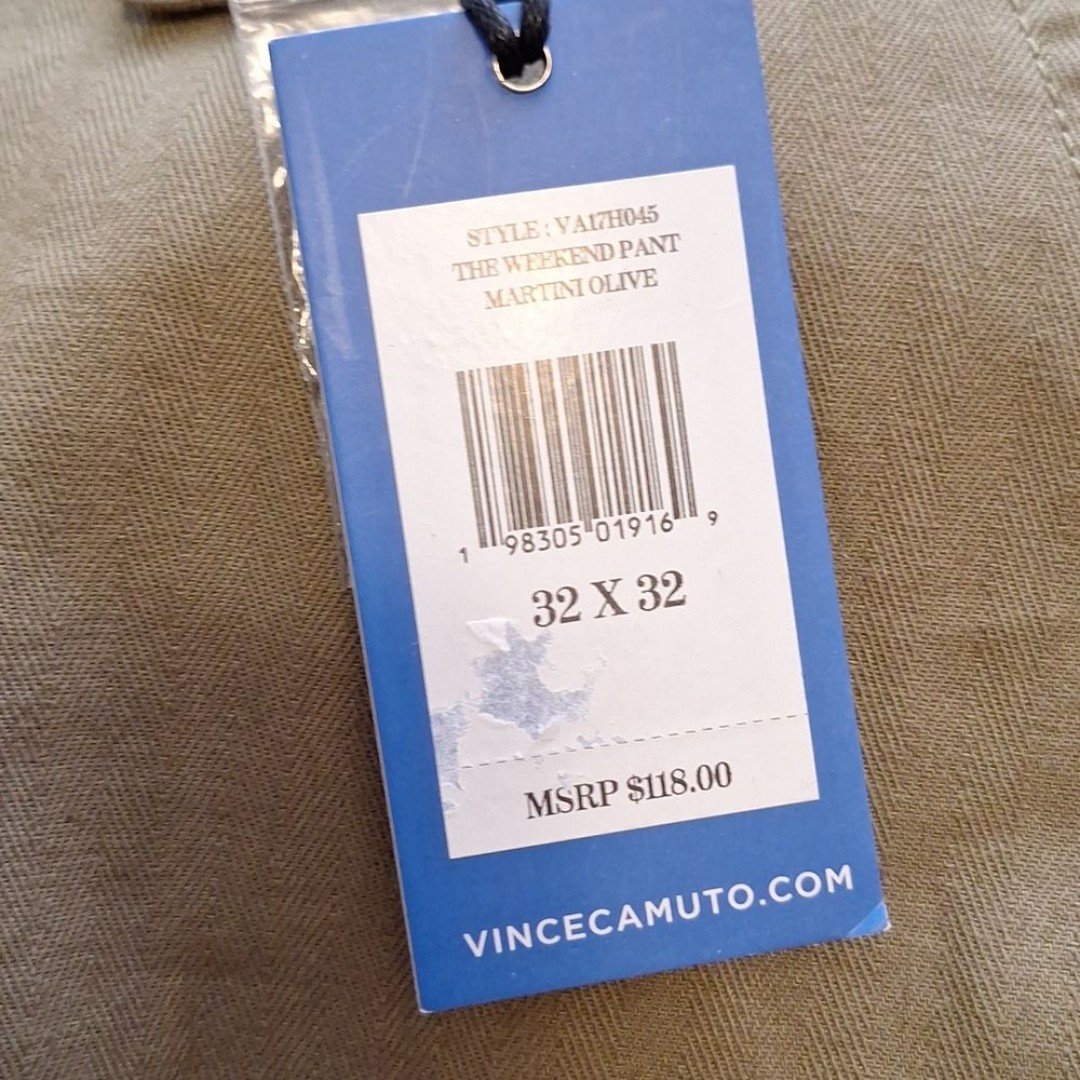 STYLE : VA17H045
THE WEEKEND PANT
MARTINI OLIVE
1 98305 01916 9
32 X 32
MSRP $118.00
VINCECAMUTO.COM